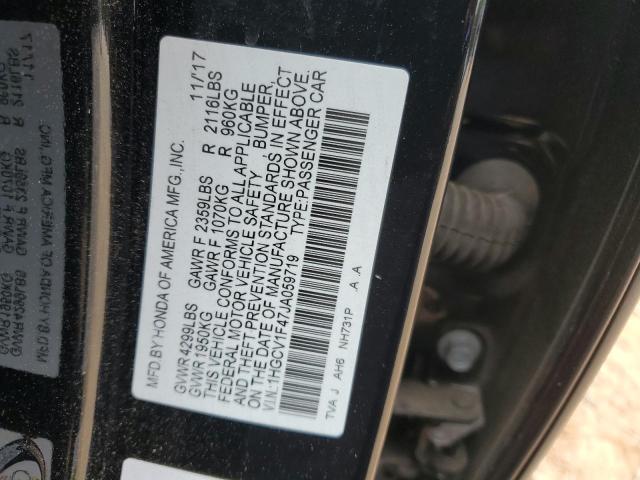 MFD.BY HONDA OF AMERICA MFG.,INC. 11/17
GVWR 4299LBS GAWR F 2359LBS R 2116LBS
GVWR 1950KG GAWR F 1070KG R 960KG
THIS VEHICLE CONFORMS TO ALL APPLICABLE
FEDERAL MOTOR VEHICLE SAFETY BUMPER,
AND THEFT PREVENTION STANDARDS IN EFFECT
ON THE DATE OF MANUFACTURE SHOWN ABOVE.
V.I.N.:1HGCV1F47JA059719 TYPE:PASSENGER CAR
TVA J AH6 NH731P A A